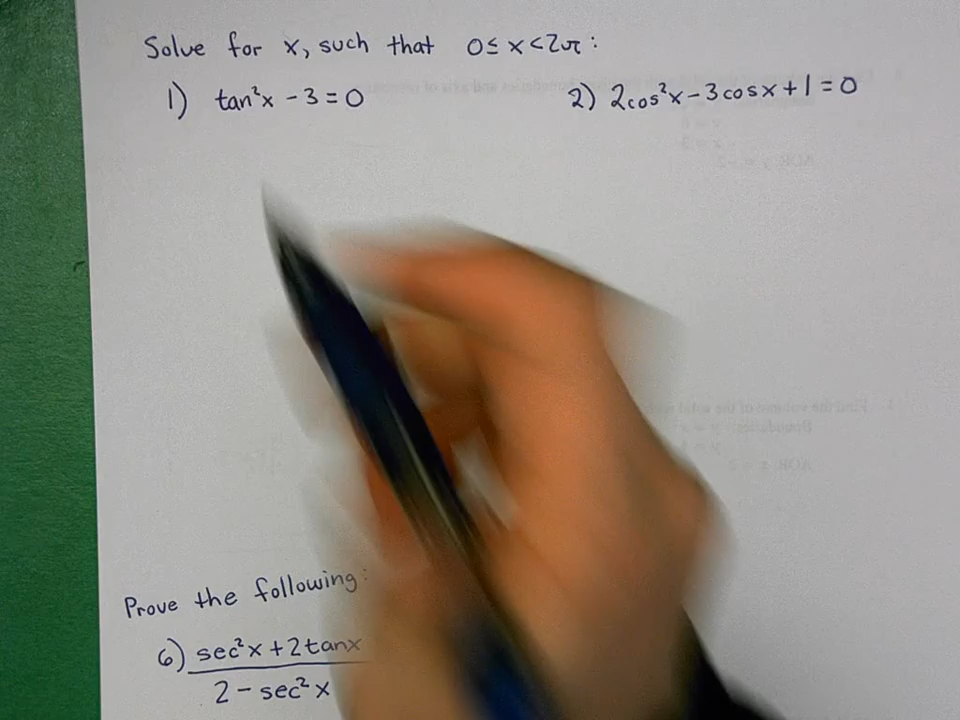 Solve for x, such that 0≤x<2π:
1) tan²x - 3 = 0 2) 2cos²x - 3cosx + 1 = 0
Prove the following:
6) sec²x + 2tanx
2 - sec²x